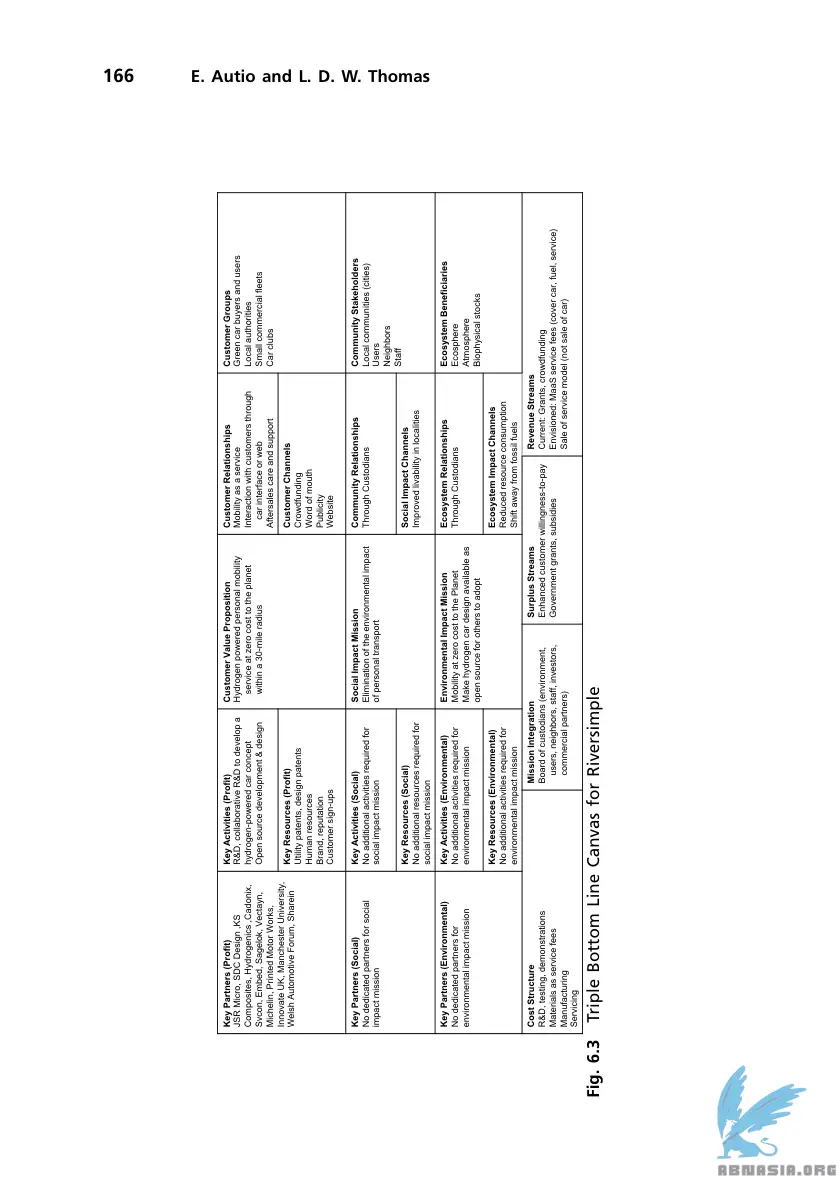 166 E. Autio and L. D. W. Thomas
Key Partners (Profit)
JSR Micro, SDC Design ,KS
Composites, Hydrogenics ,Cadonix,
Svcon, Embed, Sagelok, Vectayn,
Michelin, Printed Motor Works,
Innovate UK, Manchester University,
Welsh Automotive Forum, Sharein
Key Activities (Profit)
R&D, collaborative R&D to develop a
hydrogen-powered car concept
Open source development & design
Key Resources (Profit)
Utility patents, design patents
Human resources
Brand, reputation
Customer sign-ups
Customer Value Proposition
Hydrogen powered personal mobility
service at zero cost to the planet
within a 30-mile radius
Customer Relationships
Mobility as a service
Interaction with customers through
car interface or web
Aftersales care and support
Customer Channels
Crowdfunding
Word of mouth
Publicity
Website
Customer Groups
Green car buyers and users
Local authorities
Small commercial fleets
Car clubs
Key Partners (Social)
No dedicated partners for social
impact mission
Key Activities (Social)
No additional activities required for
social impact mission
Key Resources (Social)
No additional resources required for
social impact mission
Social Impact Mission
Elimination of the environmental impact
of personal transport
Community Relationships
Through Custodians
Social Impact Channels
Improved livability in localities
Community Stakeholders
Local communities (cities)
Users
Neighbors
Staff
Key Partners (Environmental)
No dedicated partners for
environmental impact mission
Key Activities (Environmental)
No additional activities required for
environmental impact mission
Key Resources (Environmental)
No additional activities required for
environmental impact mission
Environmental Impact Mission
Mobility at zero cost to the Planet
Make hydrogen car design available as
open source for others to adopt
Ecosystem Relationships
Through Custodians
Ecosystem Impact Channels
Reduced resource consumption
Shift away from fossil fuels
Ecosystem Beneficiaries
Ecosphere
Atmosphere
Biophysical stocks
Cost Structure
R&D, testing, demonstrations
Materials as service fees
Manufacturing
Servicing
Mission Integration
Board of custodians (environment,
users, neighbors, staff, investors,
commercial partners)
Surplus Streams
Enhanced customer willingness-to-pay
Government grants, subsidies
Revenue Streams
Current: Grants, crowdfunding
Envisioned: MaaS service fees (cover car, fuel, service)
Sale of service model (not sale of car)
Fig. 6.3 Triple Bottom Line Canvas for Riversimple
ABNASIA.ORG